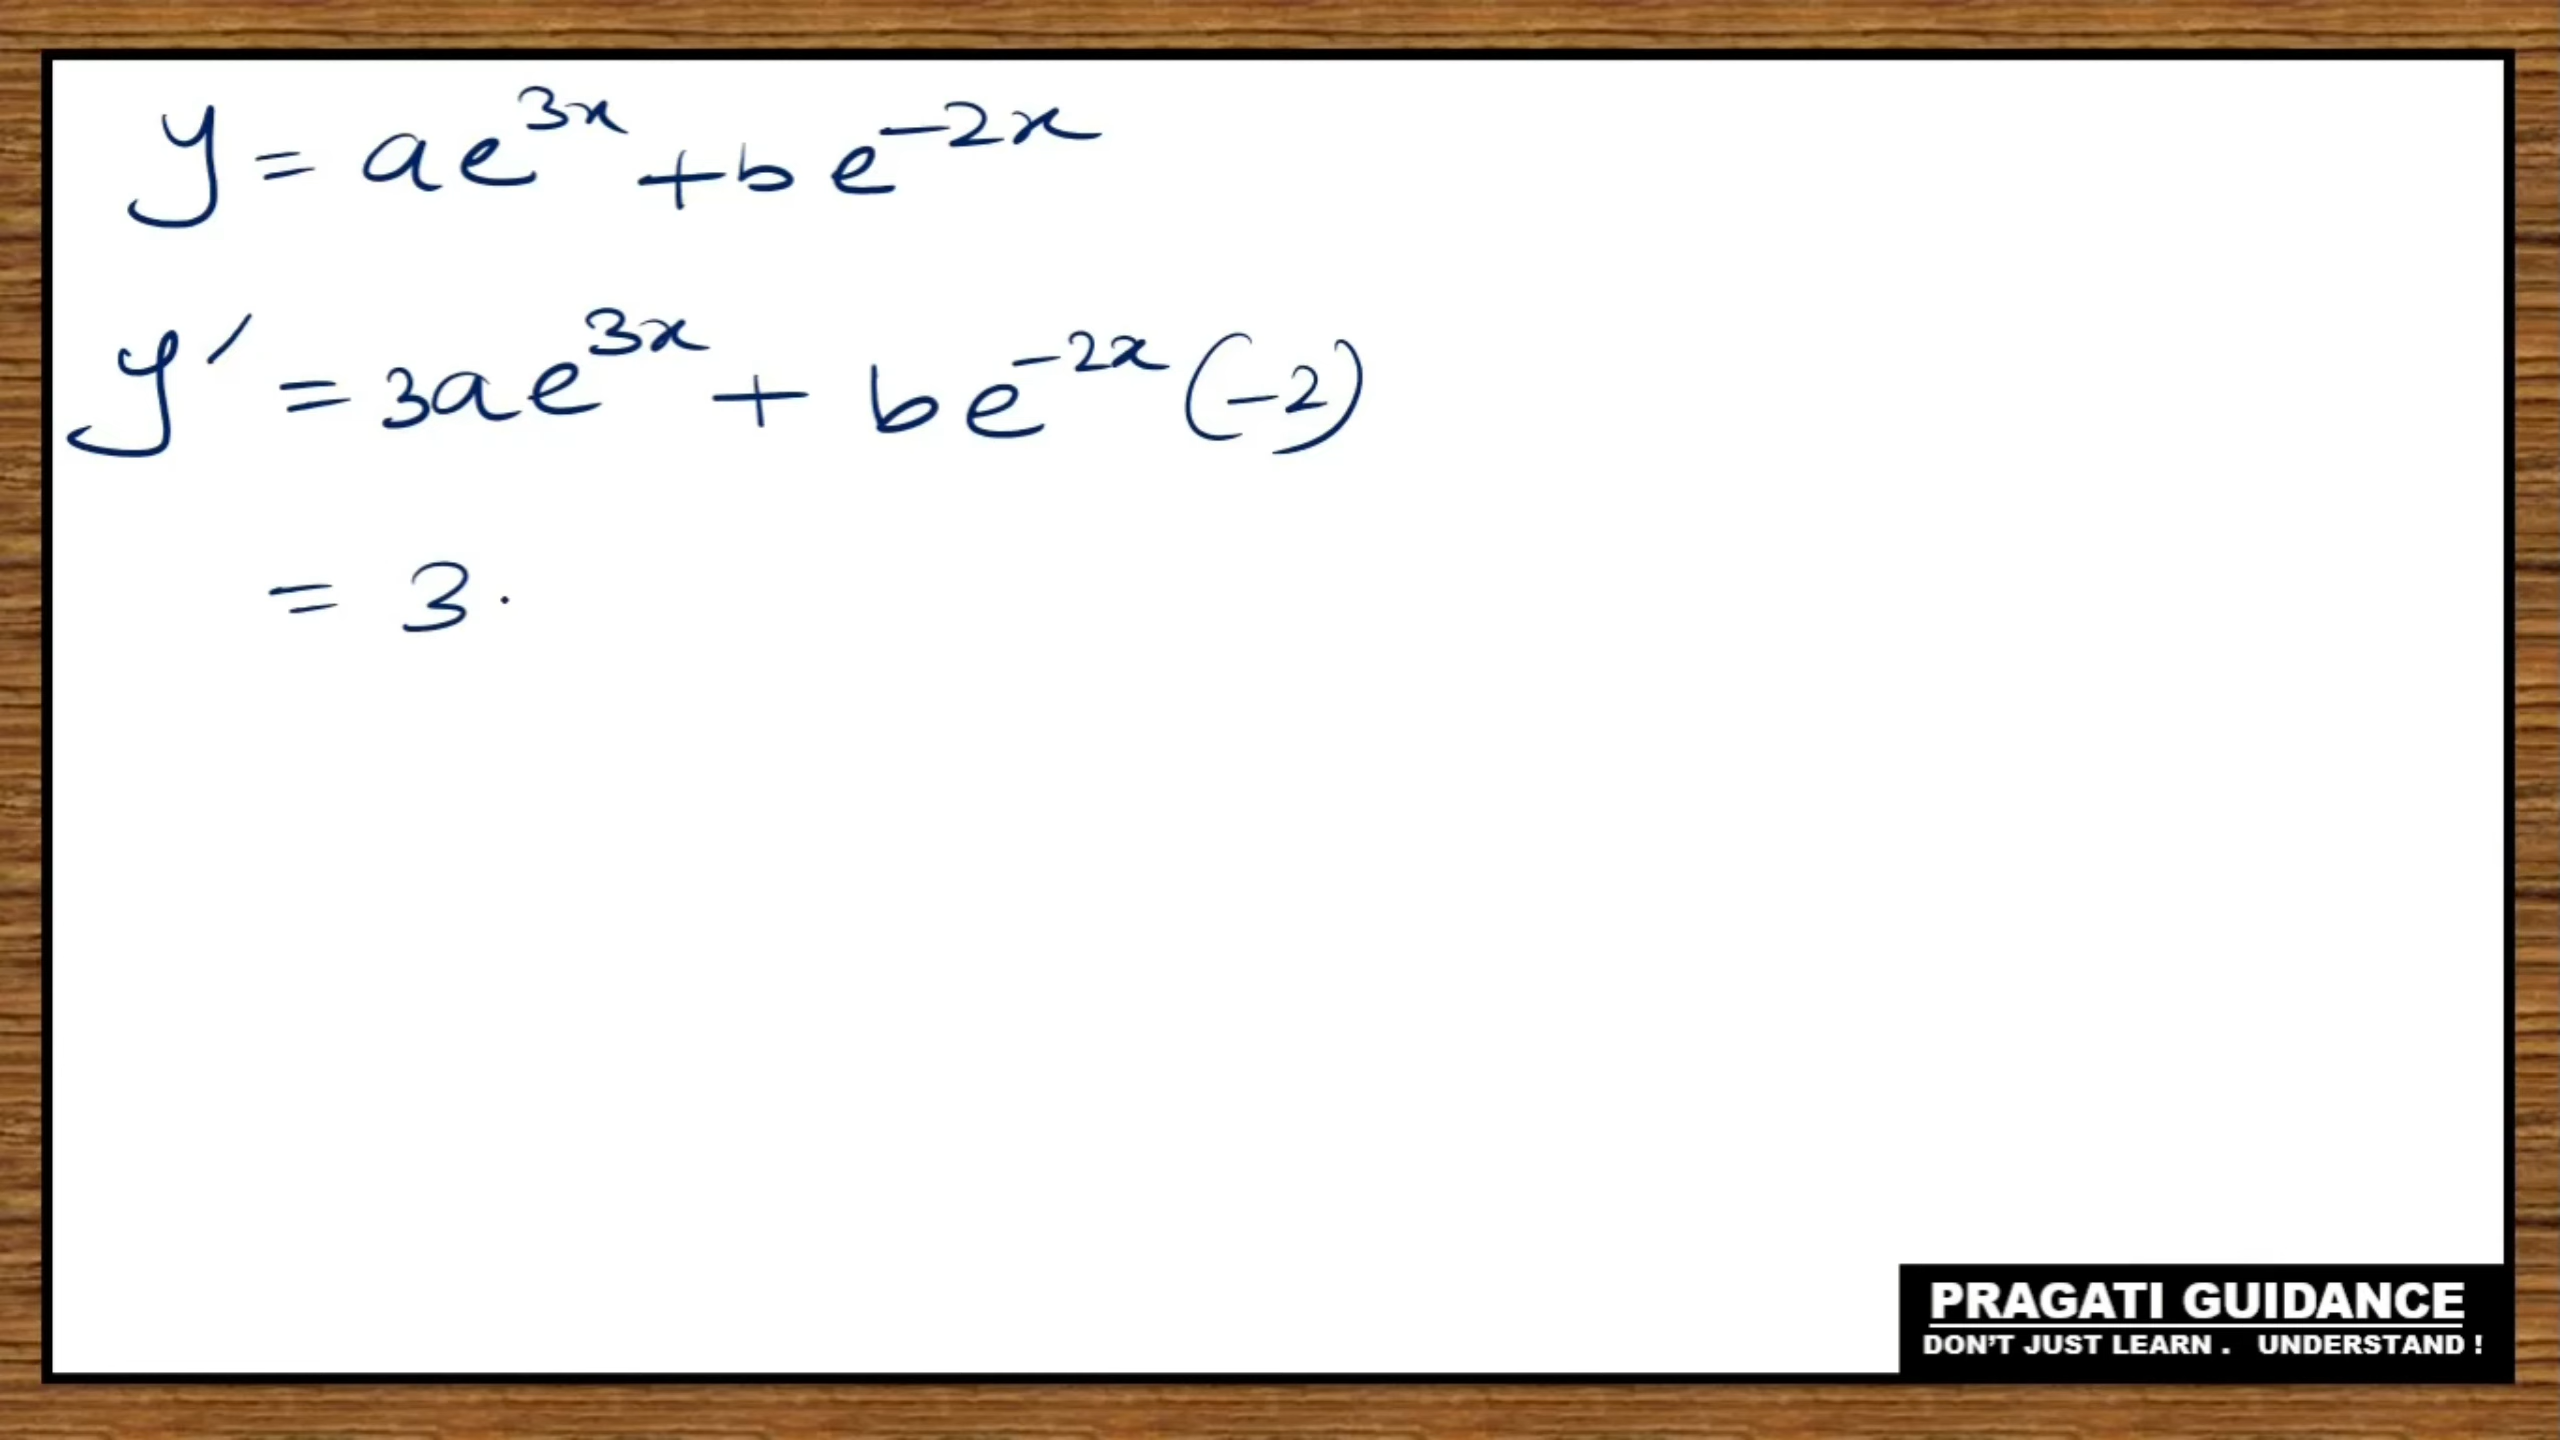 y = ae^{3x} + be^{-2x}
y' = 3ae^{3x} + be^{-2x}(-2)
= 3 ·
PRAGATI GUIDANCE
DON'T JUST LEARN . UNDERSTAND !